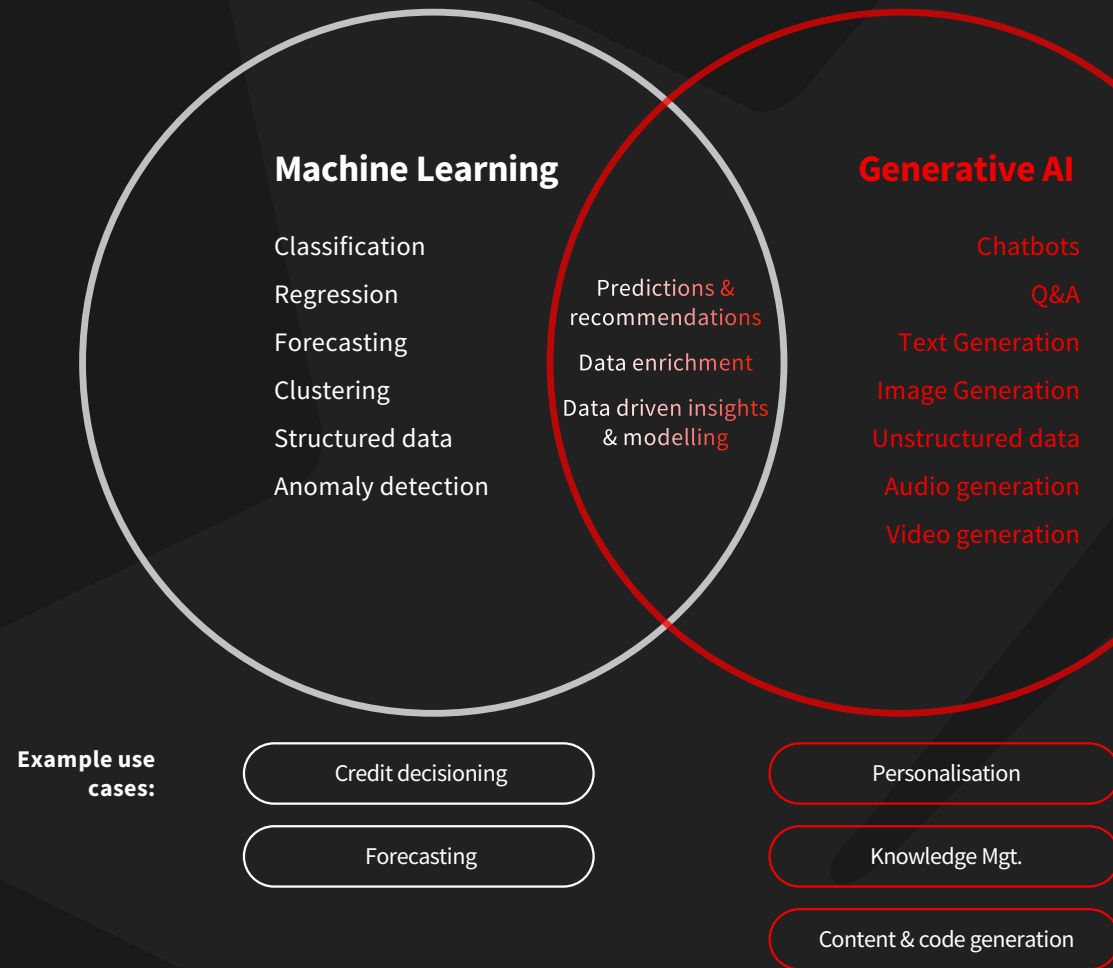 Machine Learning
Classification
Regression
Forecasting
Clustering
Structured data
Anomaly detection
Predictions &
recommendations
Data enrichment
Data driven insights
& modelling
Generative AI
Chatbots
Q&A
Text Generation
Image Generation
Unstructured data
Audio generation
Video generation
Example use
cases:
Credit decisioning
Forecasting
Personalisation
Knowledge Mgt.
Content & code generation